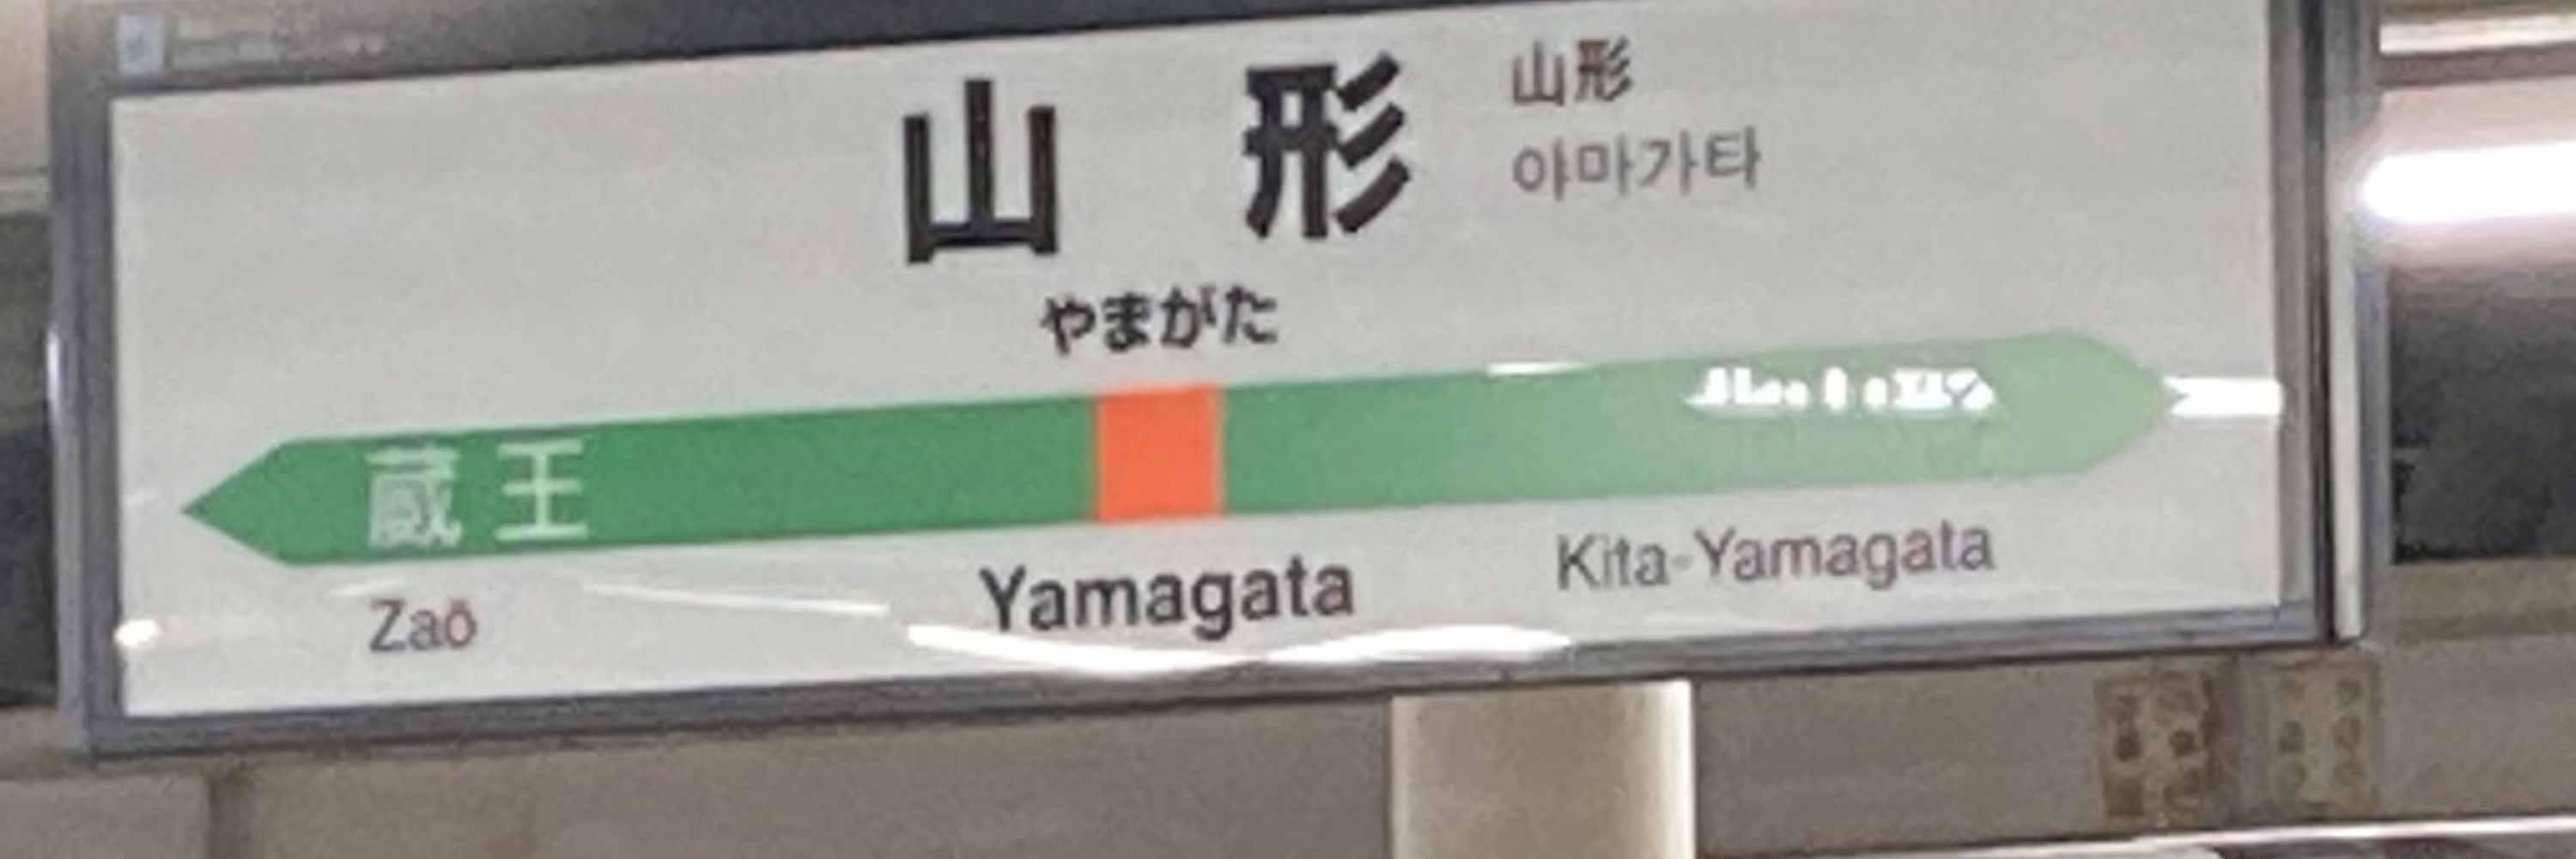 山形
山形
야마가타
やまがた
蔵王
Zaō
Yamagata
Kita-Yamagata